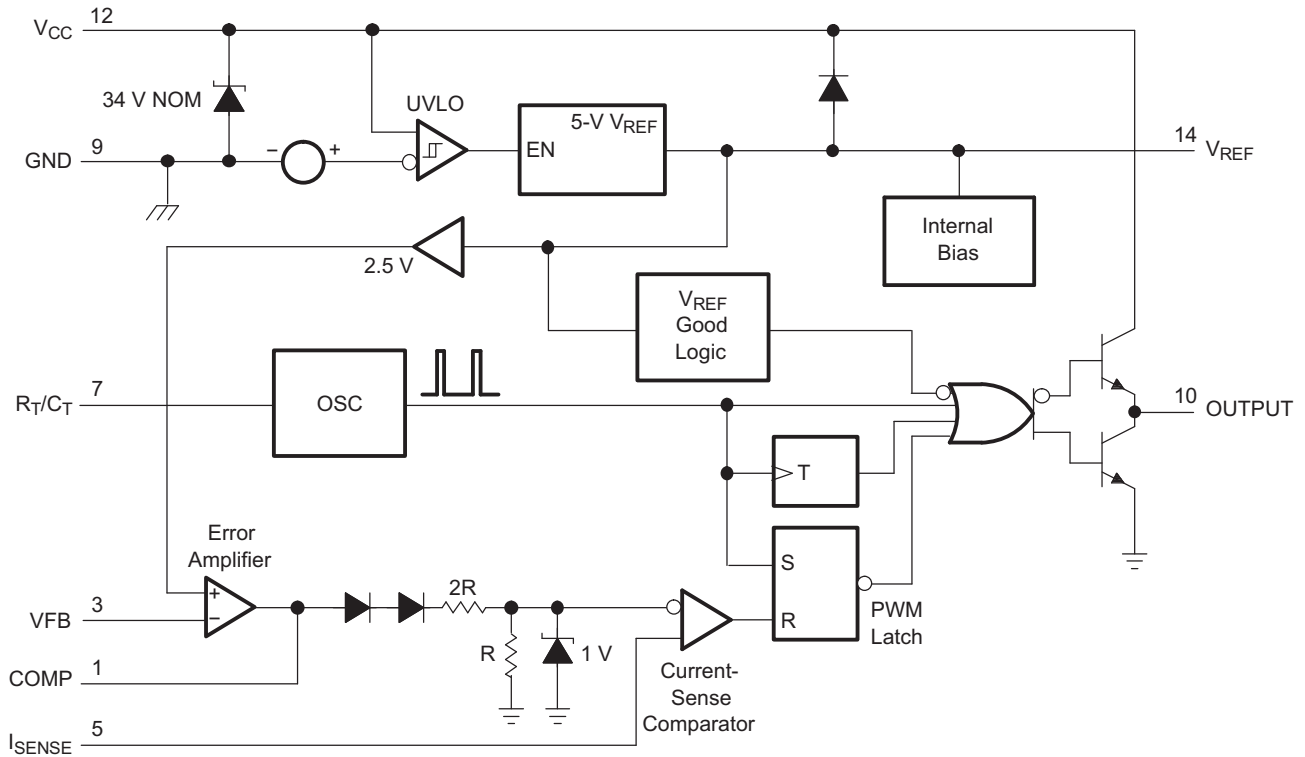 VCC 12
34 V NOM
UVLO
5-V VREF
EN
GND 9
− +
14 VREF
Internal
Bias
2.5 V
VREF
Good
Logic
RT/CT 7
OSC
10 OUTPUT
T
Error
Amplifier
S
R
PWM
Latch
+
−
2R
R
1 V
VFB 3
COMP 1
Current-
Sense
Comparator
ISENSE 5